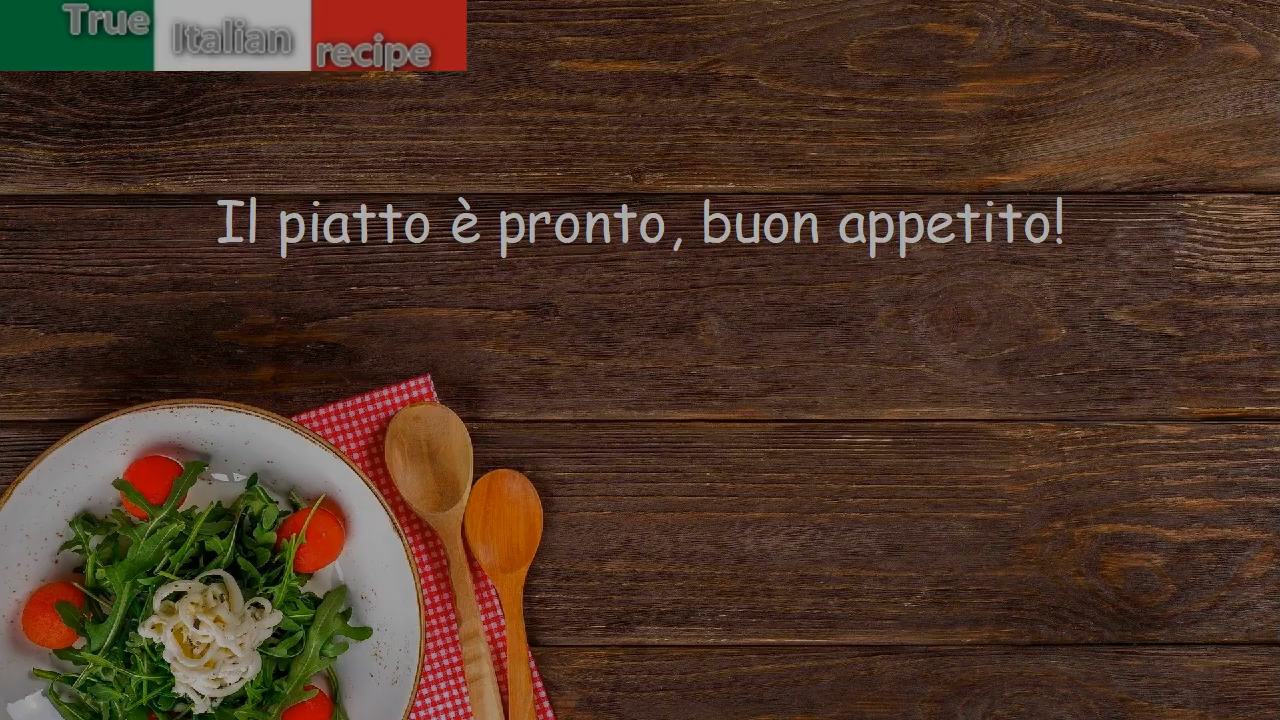 True Italian recipe
Il piatto è pronto, buon appetito!